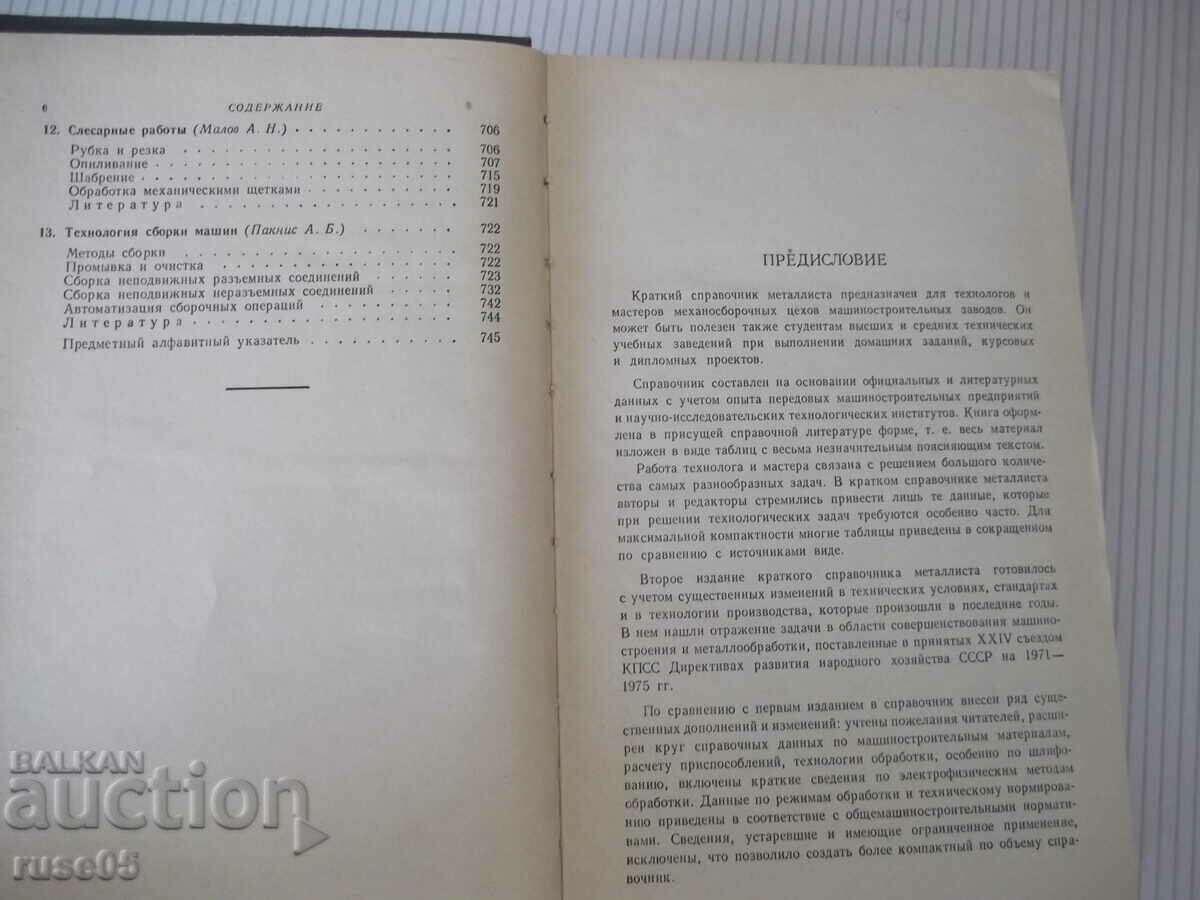 6 СОДЕРЖАНИЕ
12. Слесарные работы (Малов А. Н.) 706
Рубка и резка 706
Опиливание 707
Шабрение 715
Обработка механическими щетками 719
Литература 721
13. Технология сборки машин (Пакнис А. Б.) 722
Методы сборки 722
Промывка и очистка 722
Сборка неподвижных разъемных соединений 723
Сборка неподвижных неразъемных соединений 732
Автоматизация сборочных операций 742
Литература 744
Предметный алфавитный указатель 745
ПРЕДИСЛОВИЕ
Краткий справочник металлиста предназначен для технологов и
мастеров механосборочных цехов машиностроительных заводов. Он
может быть полезен также студентам высших и средних технических
учебных заведений при выполнении домашних заданий, курсовых
и дипломных проектов.
Справочник составлен на основании официальных и литературных
данных с учетом опыта передовых машиностроительных предприятий
и научно-исследовательских технологических институтов. Книга оформ-
лена в присущей справочной литературе форме, т. е. весь материал
изложен в виде таблиц с весьма незначительным поясняющим текстом.
Работа технолога и мастера связана с решением большого количе-
ства самых разнообразных задач. В кратком справочнике металлиста
авторы и редакторы стремились привести лишь те данные, которые
при решении технологических задач требуются особенно часто. Для
максимальной компактности многие таблицы приведены в сокращенном
по сравнению с источниками виде.
Второе издание краткого справочника металлиста готовилось
с учетом существенных изменений в технических условиях, стандартах
и в технологии производства, которые произошли в последние годы.
В нем нашли отражение задачи в области совершенствования машино-
строения и металлообработки, поставленные в принятых XXIV съездом
КПСС Директивах развития народного хозяйства СССР на 1971—
1975 гг.
По сравнению с первым изданием в справочник внесен ряд суще-
ственных дополнений и изменений: учтены пожелания читателей, расши-
рен круг справочных данных по машиностроительным материалам,
расчету приспособлений, технологии обработки, особенно по шлифо-
ванию, включены краткие сведения по электрофизическим методам
обработки. Данные по режимам обработки и техническому нормирова-
нию приведены в соответствие с общемашиностроительными нормати-
вами. Сведения, устаревшие и имеющие ограниченное применение,
исключены, что позволило создать более компактный по объему спра-
вочник.
BALKAN
auction
ruse05